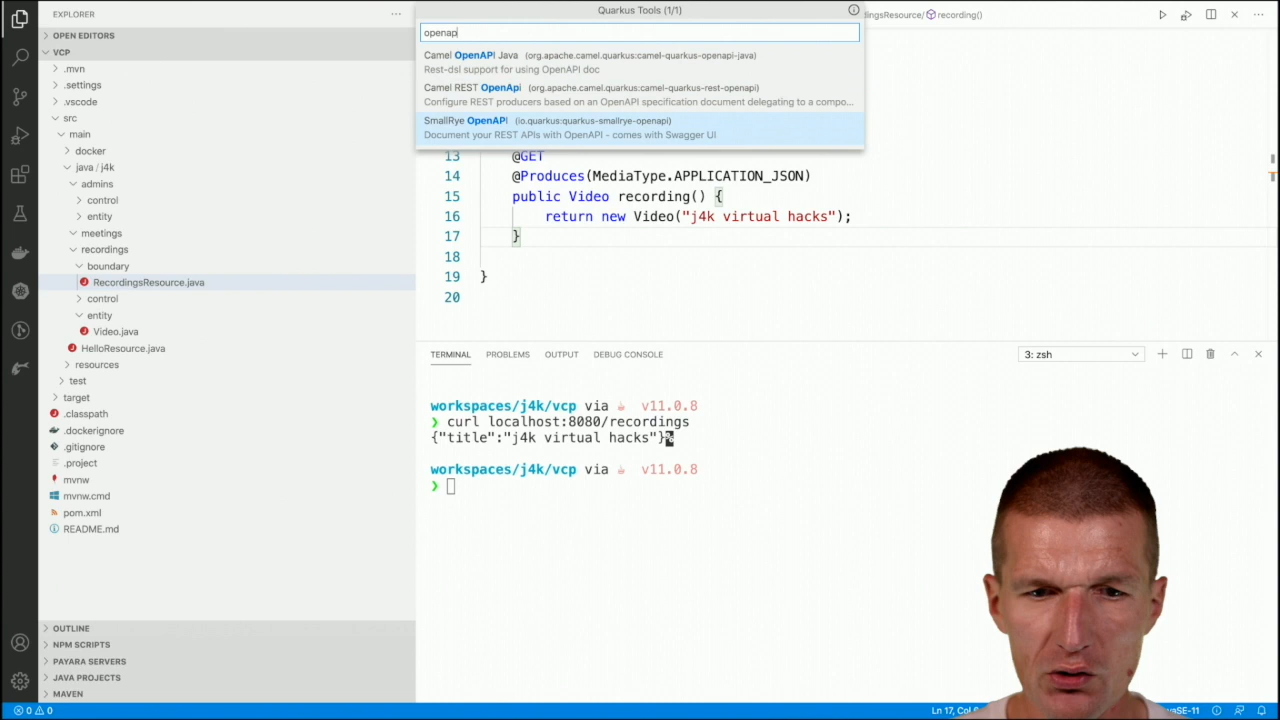 EXPLORER
OPEN EDITORS
VCP
.mvn
.settings
.vscode
src
main
docker
java / j4k
admins
control
entity
meetings
recordings
boundary
RecordingsResource.java
control
entity
Video.java
HelloResource.java
resources
test
target
.classpath
.dockerignore
.gitignore
.project
mvnw
mvnw.cmd
pom.xml
README.md
OUTLINE
NPM SCRIPTS
PAYARA SERVERS
JAVA PROJECTS
MAVEN
Quarkus Tools (1/1)
openap
Camel OpenAPI Java (org.apache.camel.quarkus:camel-quarkus-openapi-java)
Rest-dsl support for using OpenAPI doc
Camel REST OpenApi (org.apache.camel.quarkus:camel-quarkus-rest-openapi)
Configure REST producers based on an OpenAPI specification document delegating to a compo...
SmallRye OpenAPI (io.quarkus:quarkus-smallrye-openapi)
Document your REST APIs with OpenAPI - comes with Swagger UI
ingsResource/ recording()
13 @GET
14 @Produces(MediaType.APPLICATION_JSON)
15 public Video recording() {
16 return new Video("j4k virtual hacks");
17 }
18
19 }
20
TERMINAL PROBLEMS OUTPUT DEBUG CONSOLE 3: zsh
workspaces/j4k/vcp via v11.0.8
❯ curl localhost:8080/recordings
{"title":"j4k virtual hacks"}%
workspaces/j4k/vcp via v11.0.8
❯
0 0 Ln 17, Col 6 vaSE-11